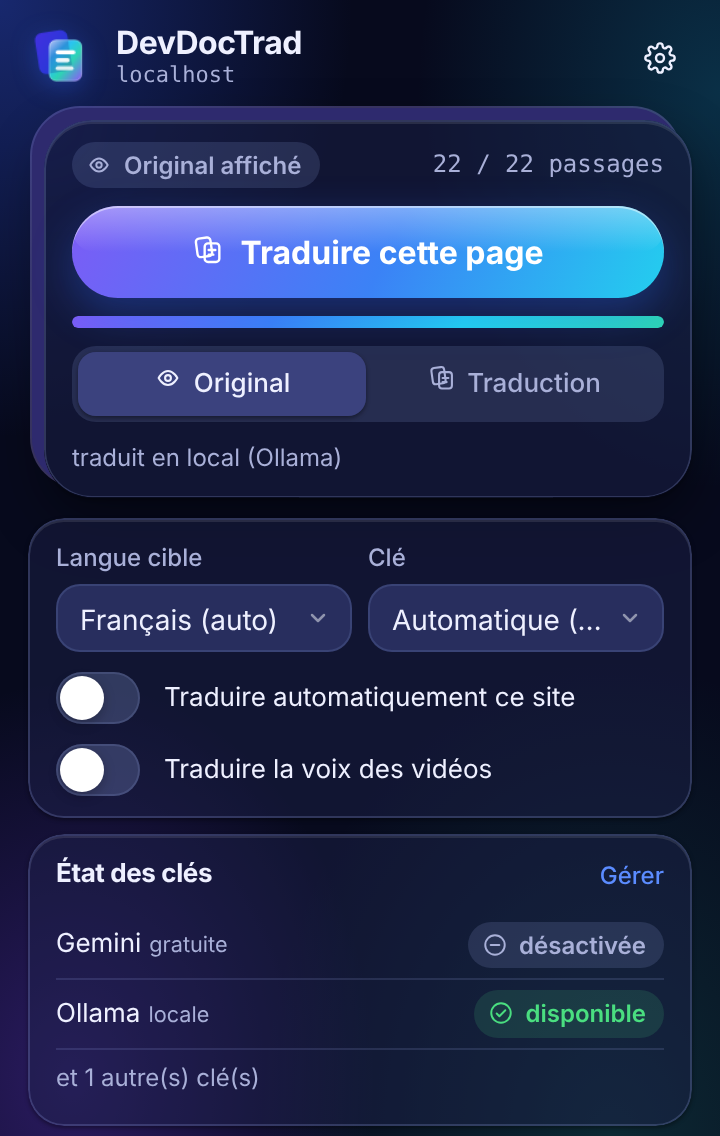 DevDocTrad
localhost
Original affiché
22 / 22 passages
Traduire cette page
Original
Traduction
traduit en local (Ollama)
Langue cible
Clé
Français (auto)
Automatique (...
Traduire automatiquement ce site
Traduire la voix des vidéos
État des clés
Gérer
Gemini gratuite
désactivée
Ollama locale
disponible
et 1 autre(s) clé(s)